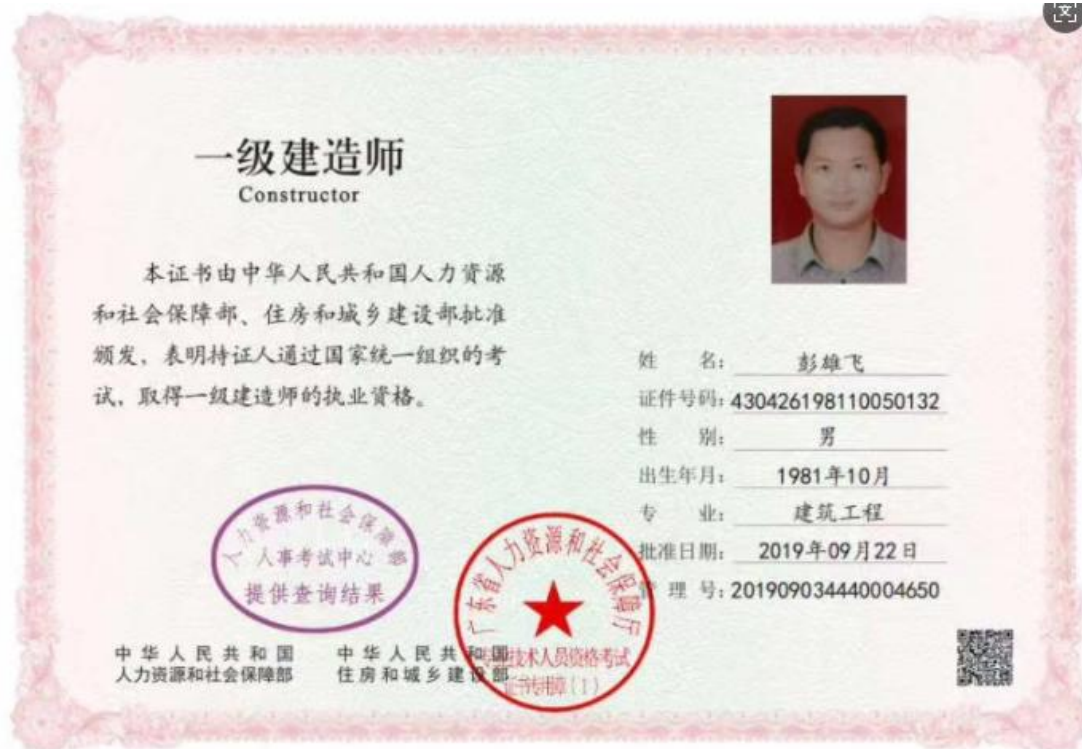 一级建造师
Constructor
本证书由中华人民共和国人力资源
和社会保障部、住房和城乡建设部批准
颁发，表明持证人通过国家统一组织的考
试，取得一级建造师的执业资格。
姓 名：彭雄飞
证件号码：430426198110050132
性 别：男
出生年月：1981年10月
专 业：建筑工程
批准日期：2019年09月22日
管 理 号：201909034440004650
人力资源和社会保障部
人事考试中心
提供查询结果
广东省人力资源和社会保障厅
专业技术人员资格考试
证书专用章(1)
中华人民共和国
人力资源和社会保障部
中华人民共和国
住房和城乡建设部
文